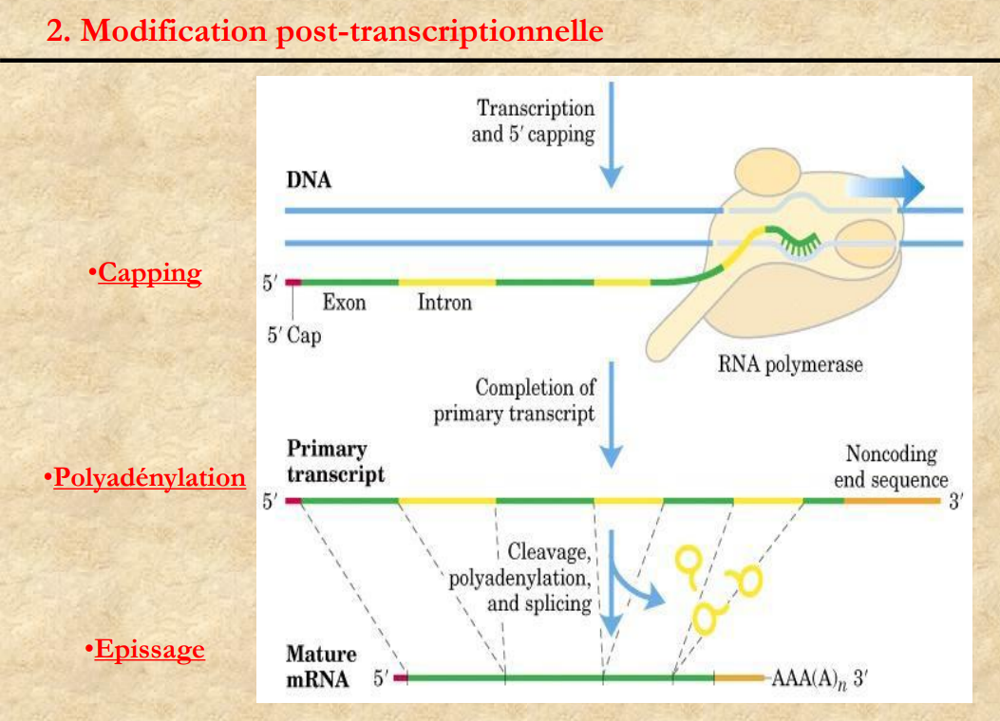 2. Modification post-transcriptionnelle
Transcription
and 5′ capping
DNA
•Capping
5′
Exon
Intron
5′ Cap
RNA polymerase
Completion of
primary transcript
•Polyadénylation
Primary
transcript
Noncoding
end sequence
5′
3′
Cleavage,
polyadenylation,
and splicing
•Epissage
Mature
mRNA
5′
AAA(A)n 3′